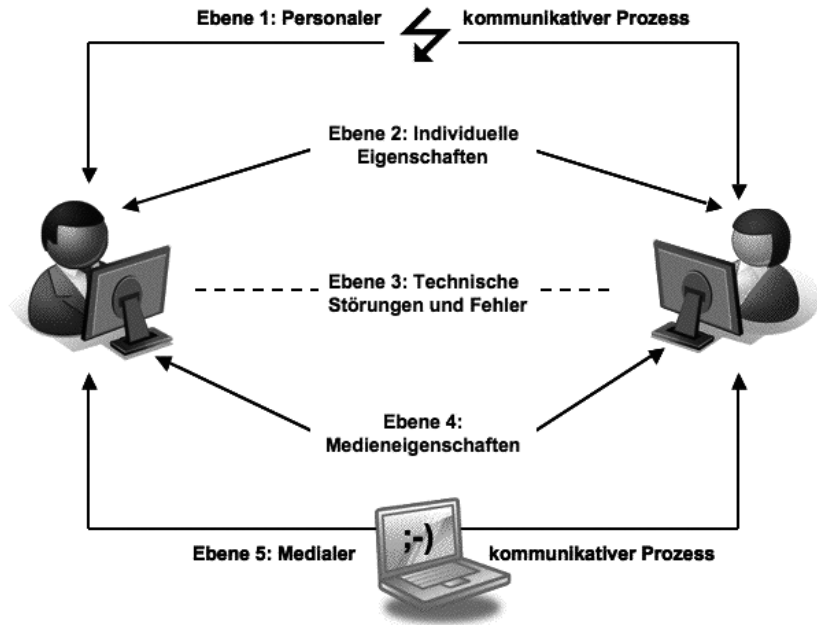 Ebene 1: Personaler kommunikativer Prozess
Ebene 2: Individuelle
Eigenschaften
Ebene 3: Technische
Störungen und Fehler
Ebene 4:
Medieneigenschaften
;-)
Ebene 5: Medialer kommunikativer Prozess